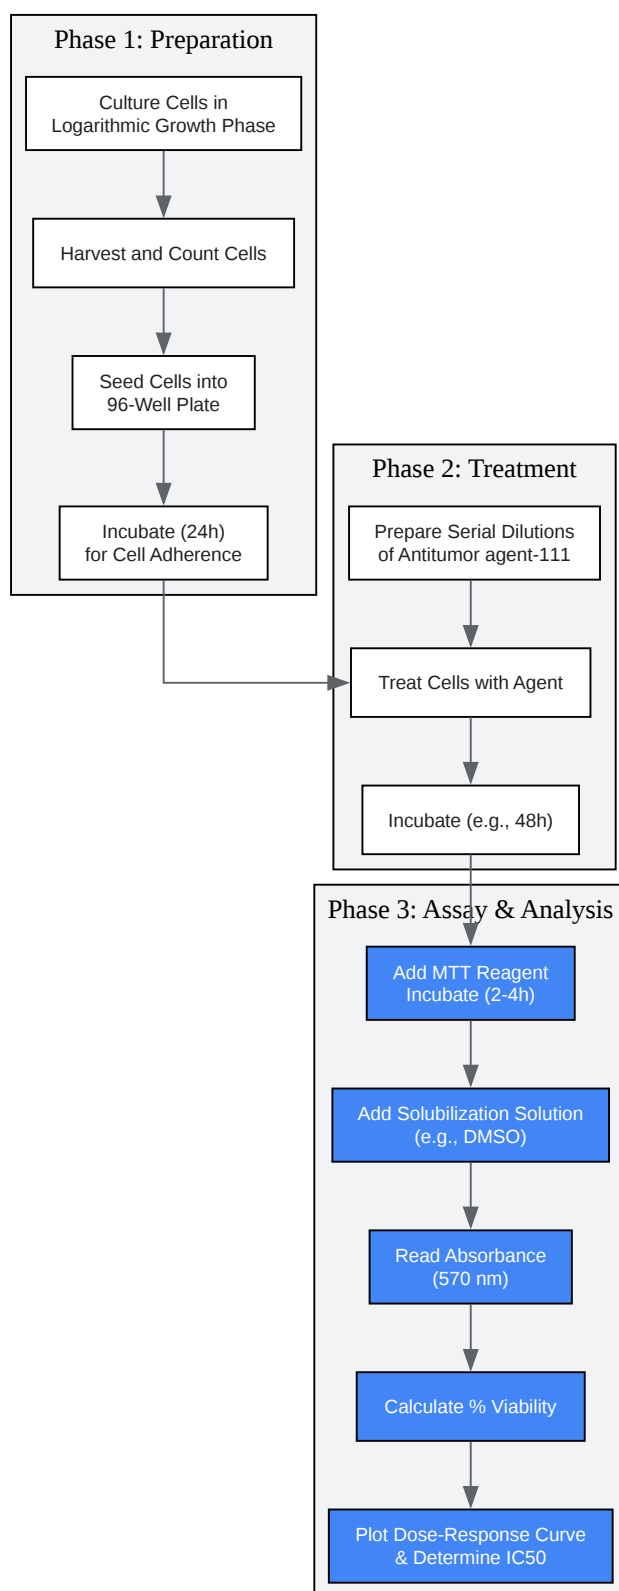 Phase 1: Preparation
Culture Cells in
Logarithmic Growth Phase
Harvest and Count Cells
Seed Cells into
96-Well Plate
Incubate (24h)
for Cell Adherence
Phase 2: Treatment
Prepare Serial Dilutions
of Antitumor agent-111
Treat Cells with Agent
Incubate (e.g., 48h)
Phase 3: Assay & Analysis
Add MTT Reagent
Incubate (2-4h)
Add Solubilization Solution
(e.g., DMSO)
Read Absorbance
(570 nm)
Calculate % Viability
Plot Dose-Response Curve
& Determine IC50